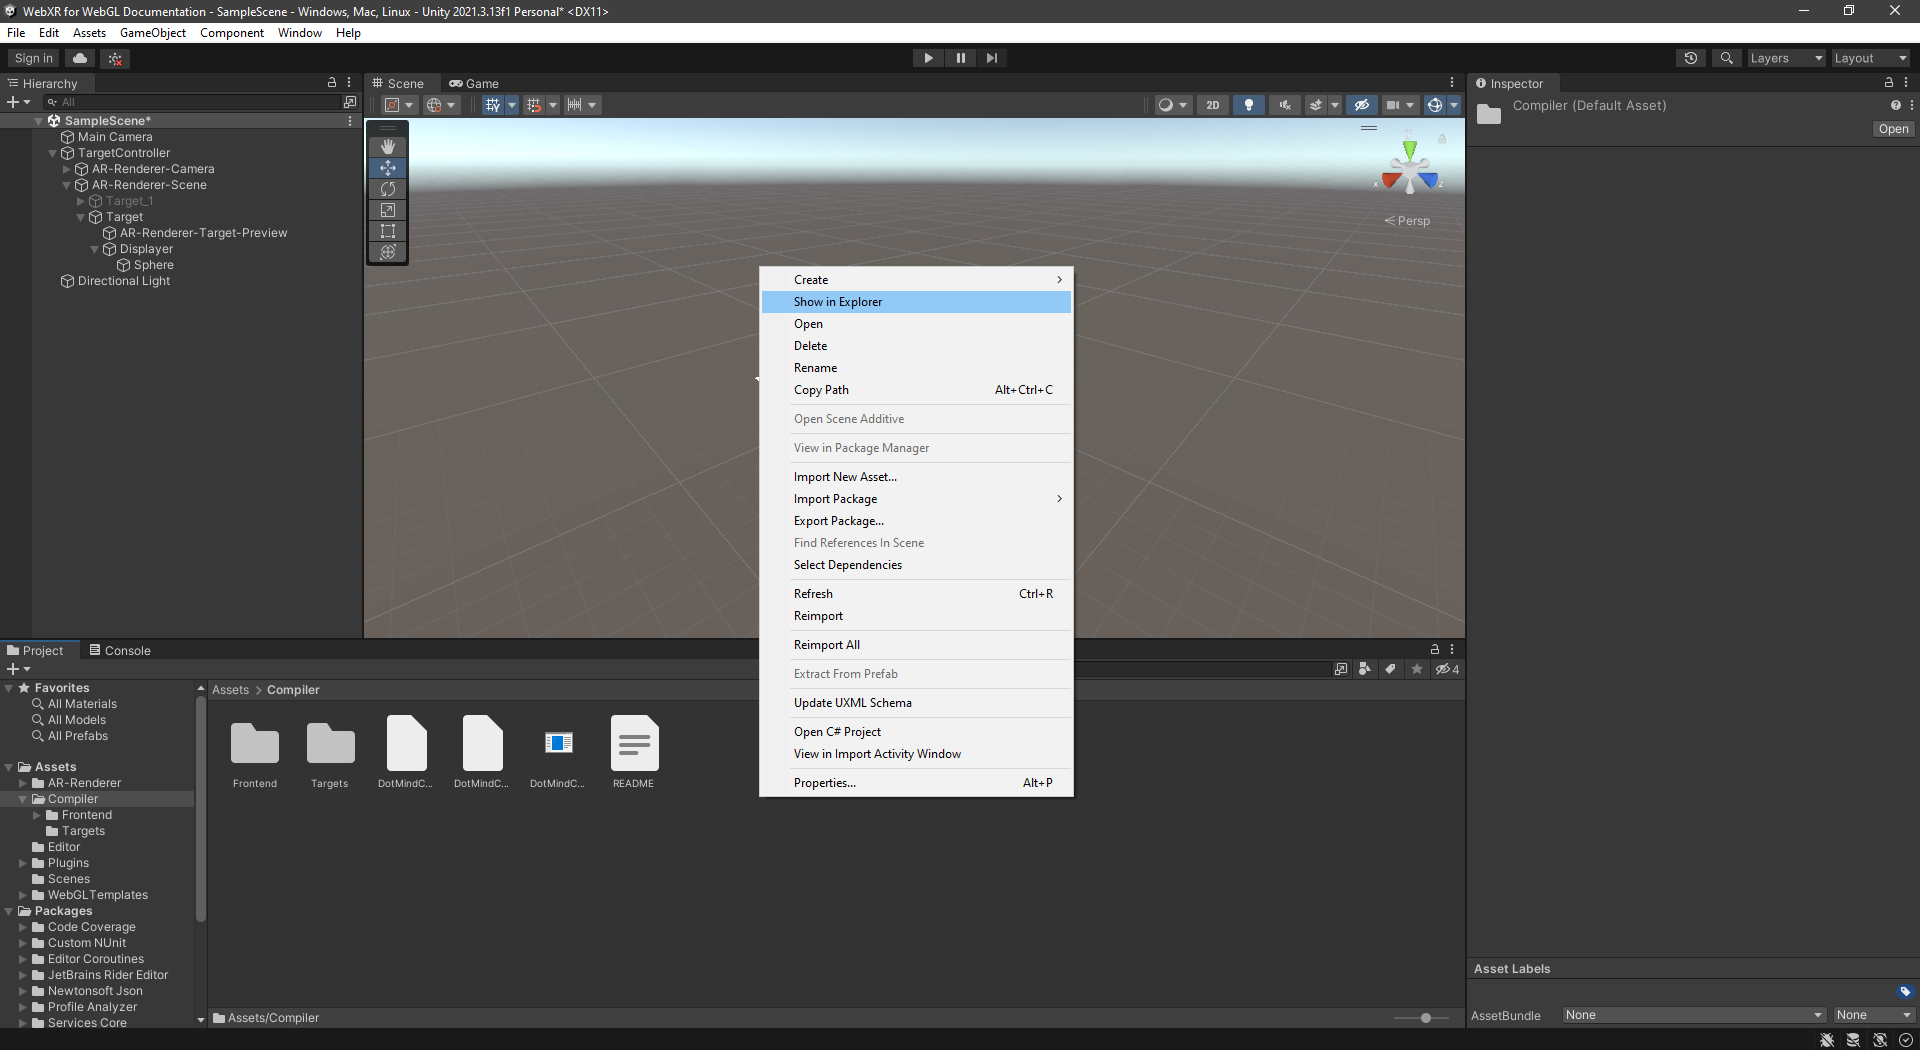 WebXR for WebGL Documentation - SampleScene - Windows, Mac, Linux - Unity 2021.3.13f1 Personal* <DX11>
File Edit Assets GameObject Component Window Help
Sign in Layers Layout
Hierarchy
All
SampleScene*
Main Camera
TargetController
AR-Renderer-Camera
AR-Renderer-Scene
Target_1
Target
AR-Renderer-Target-Preview
Displayer
Sphere
Directional Light
Scene Game
2D
y
x
z
Persp
Create
Show in Explorer
Open
Delete
Rename
Copy Path Alt+Ctrl+C
Open Scene Additive
View in Package Manager
Import New Asset...
Import Package
Export Package...
Find References In Scene
Select Dependencies
Refresh Ctrl+R
Reimport
Reimport All
Extract From Prefab
Update UXML Schema
Open C# Project
View in Import Activity Window
Properties... Alt+P
Inspector
Compiler (Default Asset)
Open
Project Console
4
Favorites
All Materials
All Models
All Prefabs
Assets
AR-Renderer
Compiler
Frontend
Targets
Editor
Plugins
Scenes
WebGLTemplates
Packages
Code Coverage
Custom NUnit
Editor Coroutines
JetBrains Rider Editor
Newtonsoft Json
Profile Analyzer
Services Core
Assets > Compiler
Frontend Targets DotMindC... DotMindC... DotMindC... README
Assets/Compiler
Asset Labels
AssetBundle None None